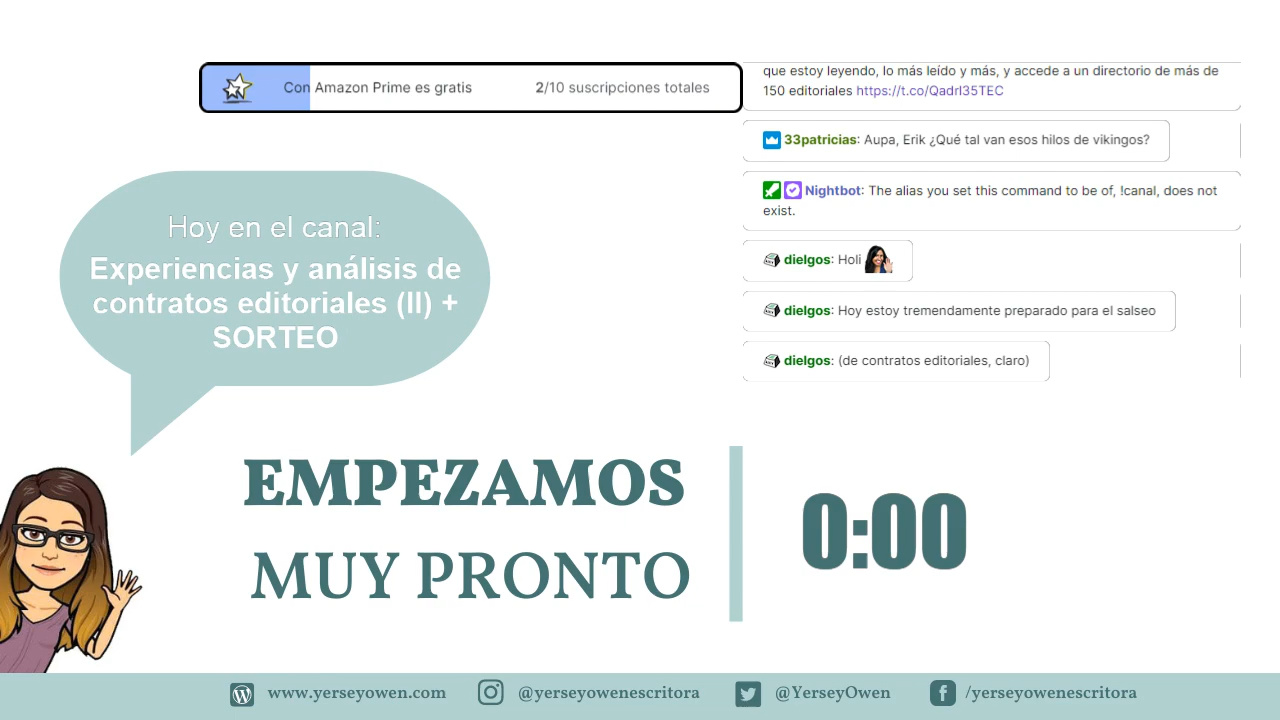 Con Amazon Prime es gratis
2/10 suscripciones totales
que estoy leyendo, lo más leído y más, y accede a un directorio de más de
150 editoriales https://t.co/QadrI35TEC
33patricias: Aupa, Erik ¿Qué tal van esos hilos de vikingos?
Nightbot: The alias you set this command to be of, !canal, does not
exist.
dielgos: Holi
dielgos: Hoy estoy tremendamente preparado para el salseo
dielgos: (de contratos editoriales, claro)
Hoy en el canal:
Experiencias y análisis de
contratos editoriales (II) +
SORTEO
EMPEZAMOS
MUY PRONTO
0:00
www.yerseyowen.com
@yerseyowenescritora
@YerseyOwen
/yerseyowenescritora